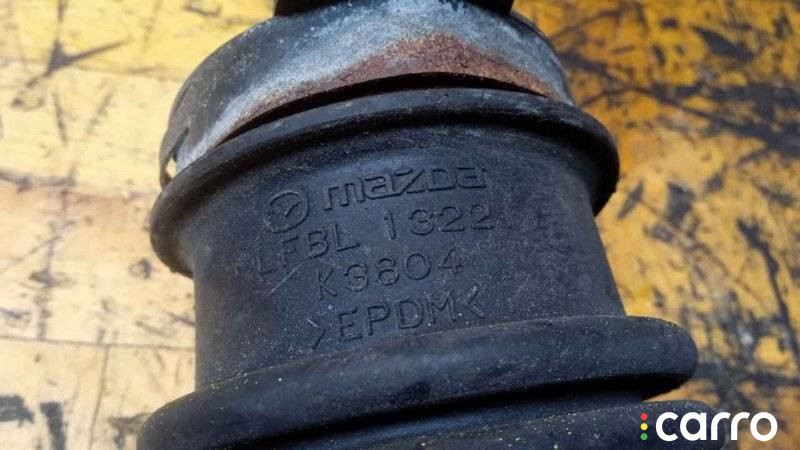 mazda
LFBL 1322
K3804
>EPDM<
carro